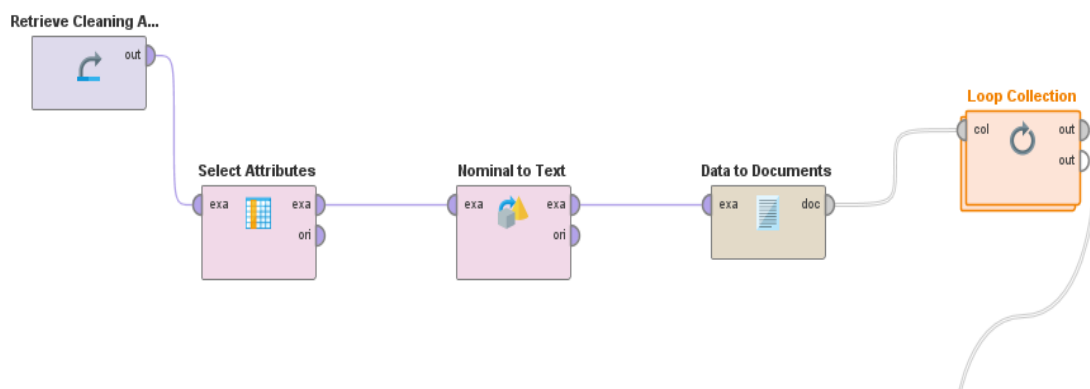 Retrieve Cleaning A...
out
Loop Collection
col
out
out
Select Attributes
exa
exa
ori
Nominal to Text
exa
exa
ori
Data to Documents
exa
doc